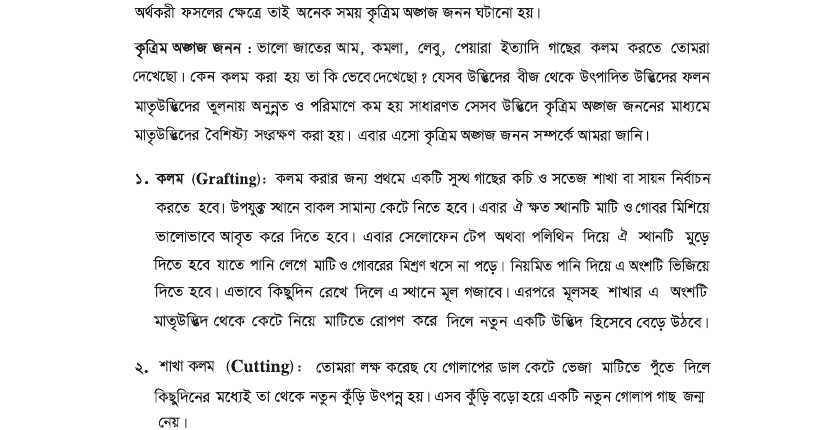 অর্থকরী ফসলের ক্ষেত্রে তাই অনেক সময় কৃত্রিম অঙ্গজ জনন ঘটানো হয়।
কৃত্রিম অঙ্গজ জনন : ভালো জাতের আম, কমলা, লেবু, পেয়ারা ইত্যাদি গাছের কলম করতে তোমরা
দেখেছো। কেন কলম করা হয় তা কি ভেবে দেখেছো ? যেসব উদ্ভিদের বীজ থেকে উৎপাদিত উদ্ভিদের ফলন
মাতৃউদ্ভিদের তুলনায় অনুন্নত ও পরিমাণে কম হয় সাধারণত সেসব উদ্ভিদে কৃত্রিম অঙ্গজ জননের মাধ্যমে
মাতৃউদ্ভিদের বৈশিষ্ট্য সংরক্ষণ করা হয়। এবার এসো কৃত্রিম অঙ্গজ জনন সম্পর্কে আমরা জানি।
১. কলম (Grafting): কলম করার জন্য প্রথমে একটি সুস্থ গাছের কচি ও সতেজ শাখা বা সায়ন নির্বাচন
করতে হবে। উপযুক্ত স্থানে বাকল সামান্য কেটে নিতে হবে। এবার ঐ ক্ষত স্থানটি মাটি ও গোবর মিশিয়ে
ভালোভাবে আবৃত করে দিতে হবে। এবার সেলোফেন টেপ অথবা পলিথিন দিয়ে ঐ স্থানটি মুড়ে
দিতে হবে যাতে পানি লেগে মাটি ও গোবরের মিশ্রণ খসে না পড়ে। নিয়মিত পানি দিয়ে এ অংশটি ভিজিয়ে
দিতে হবে। এভাবে কিছুদিন রেখে দিলে এ স্থানে মূল গজাবে। এরপরে মূলসহ শাখার এ অংশটি
মাতৃউদ্ভিদ থেকে কেটে নিয়ে মাটিতে রোপণ করে দিলে নতুন একটি উদ্ভিদ হিসেবে বেড়ে উঠবে।
২. শাখা কলম (Cutting) : তোমরা লক্ষ করেছ যে গোলাপের ডাল কেটে ভেজা মাটিতে পুঁতে দিলে
কিছুদিনের মধ্যেই তা থেকে নতুন কুঁড়ি উৎপন্ন হয়। এসব কুঁড়ি বড়ো হয়ে একটি নতুন গোলাপ গাছ জন্ম
নেয়।